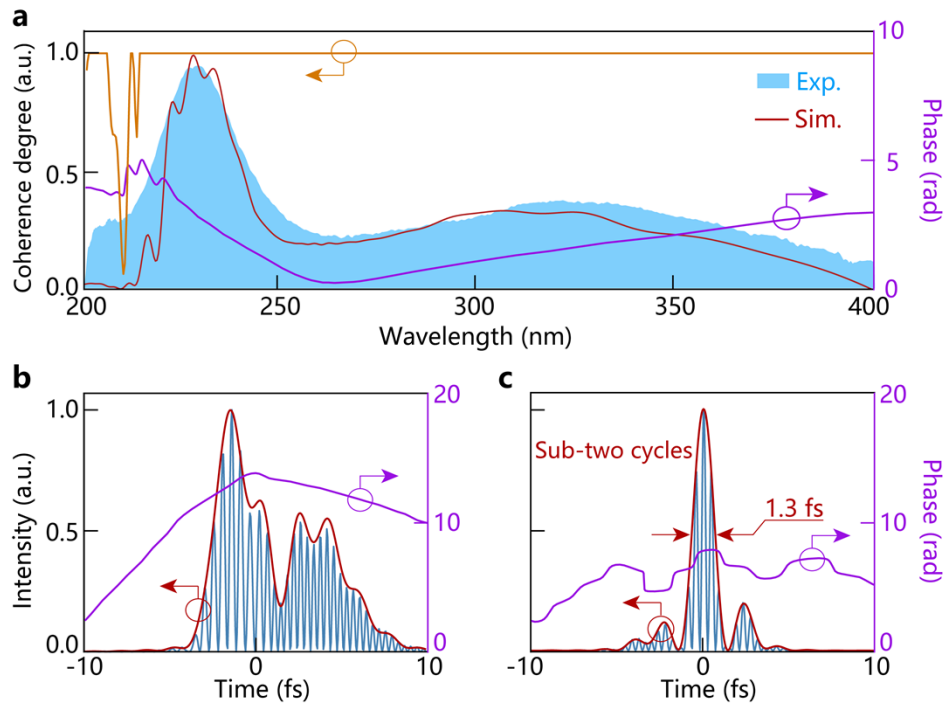 a
Coherence degree (a.u.)
1.0
0.5
0.0
10
5
0
Phase (rad)
Exp.
Sim.
200
250
300
350
400
Wavelength (nm)
b
Intensity (a.u.)
1.0
0.5
0.0
20
10
0
-10
0
10
Time (fs)
c
Sub-two cycles
1.3 fs
20
10
0
Phase (rad)
-10
0
10
Time (fs)